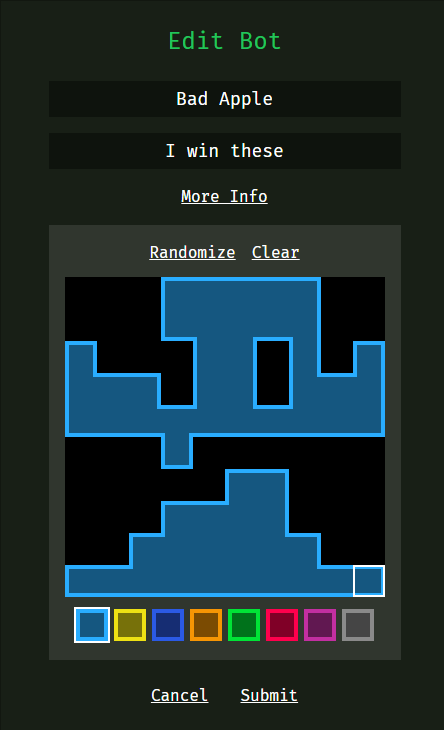 Edit Bot
Bad Apple
I win these
More Info
Randomize Clear
Cancel Submit